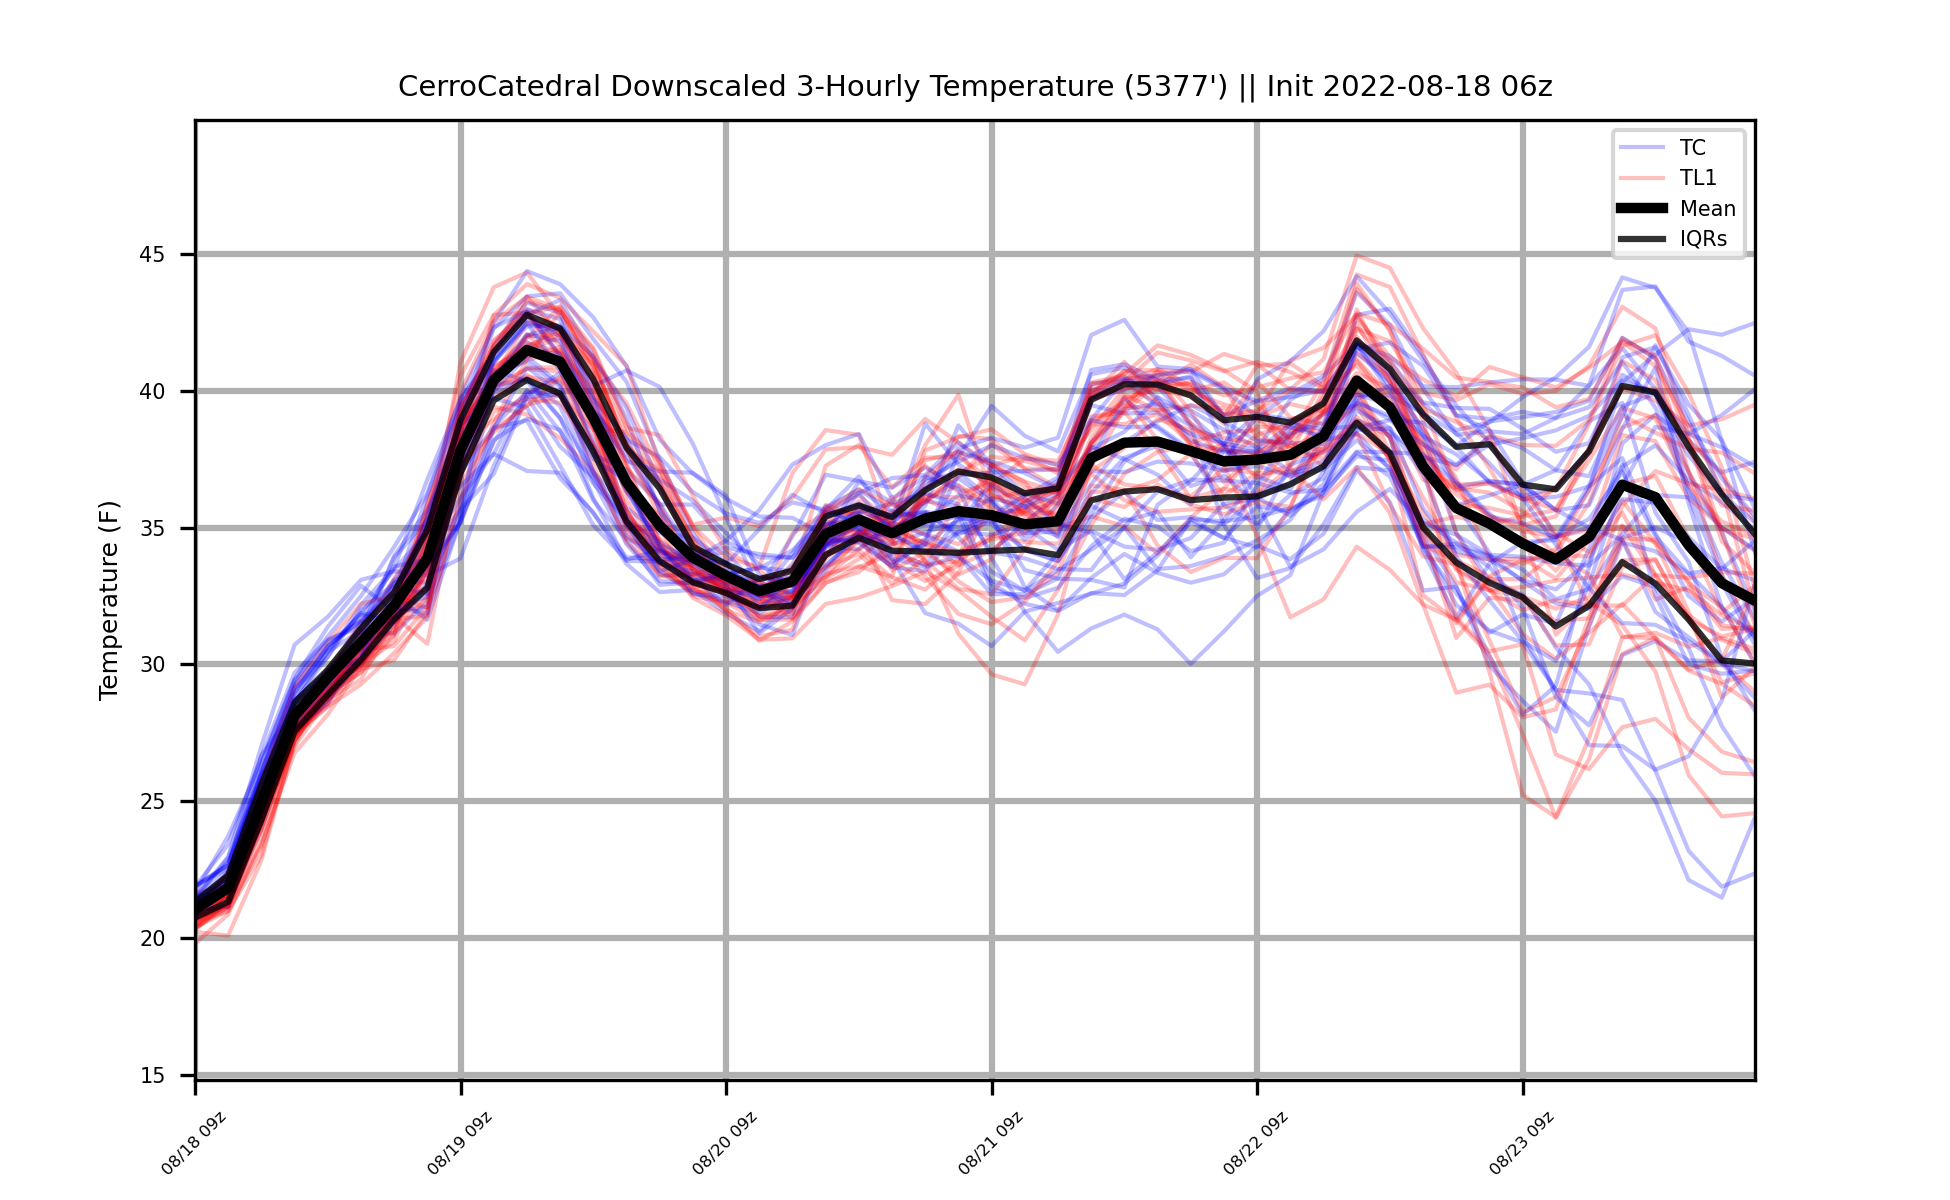 CerroCatedral Downscaled 3-Hourly Temperature (5377') || Init 2022-08-18 06z
TC
TL1
Mean
IQRs
Temperature (F)
45
40
35
30
25
20
15
08/18 09z
08/19 09z
08/20 09z
08/21 09z
08/22 09z
08/23 09z